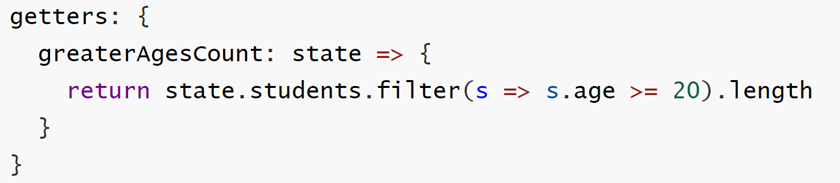 getters: {
  greaterAgesCount: state => {
    return state.students.filter(s => s.age >= 20).length
  }
}